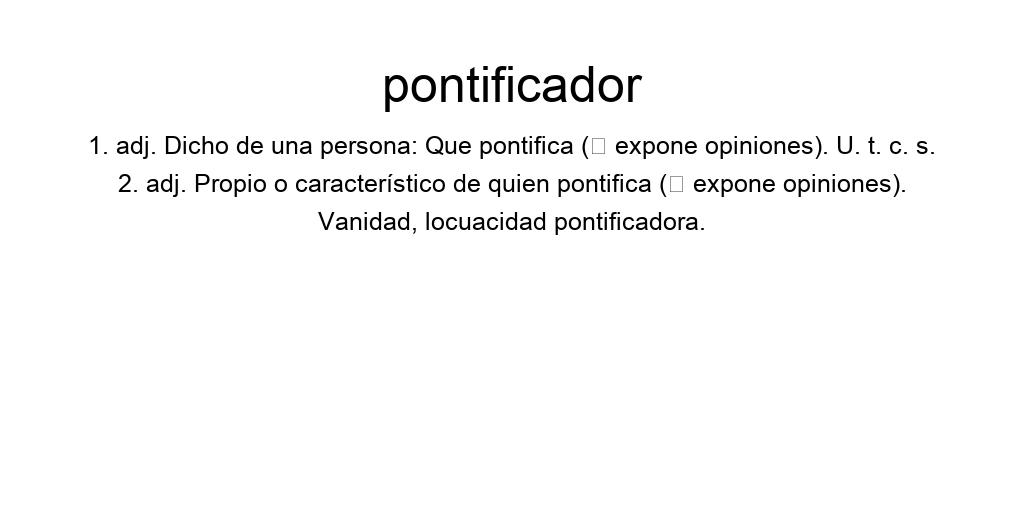 pontificador
1. adj. Dicho de una persona: Que pontifica (□ expone opiniones). U. t. c. s.
2. adj. Propio o característico de quien pontifica (□ expone opiniones).
Vanidad, locuacidad pontificadora.